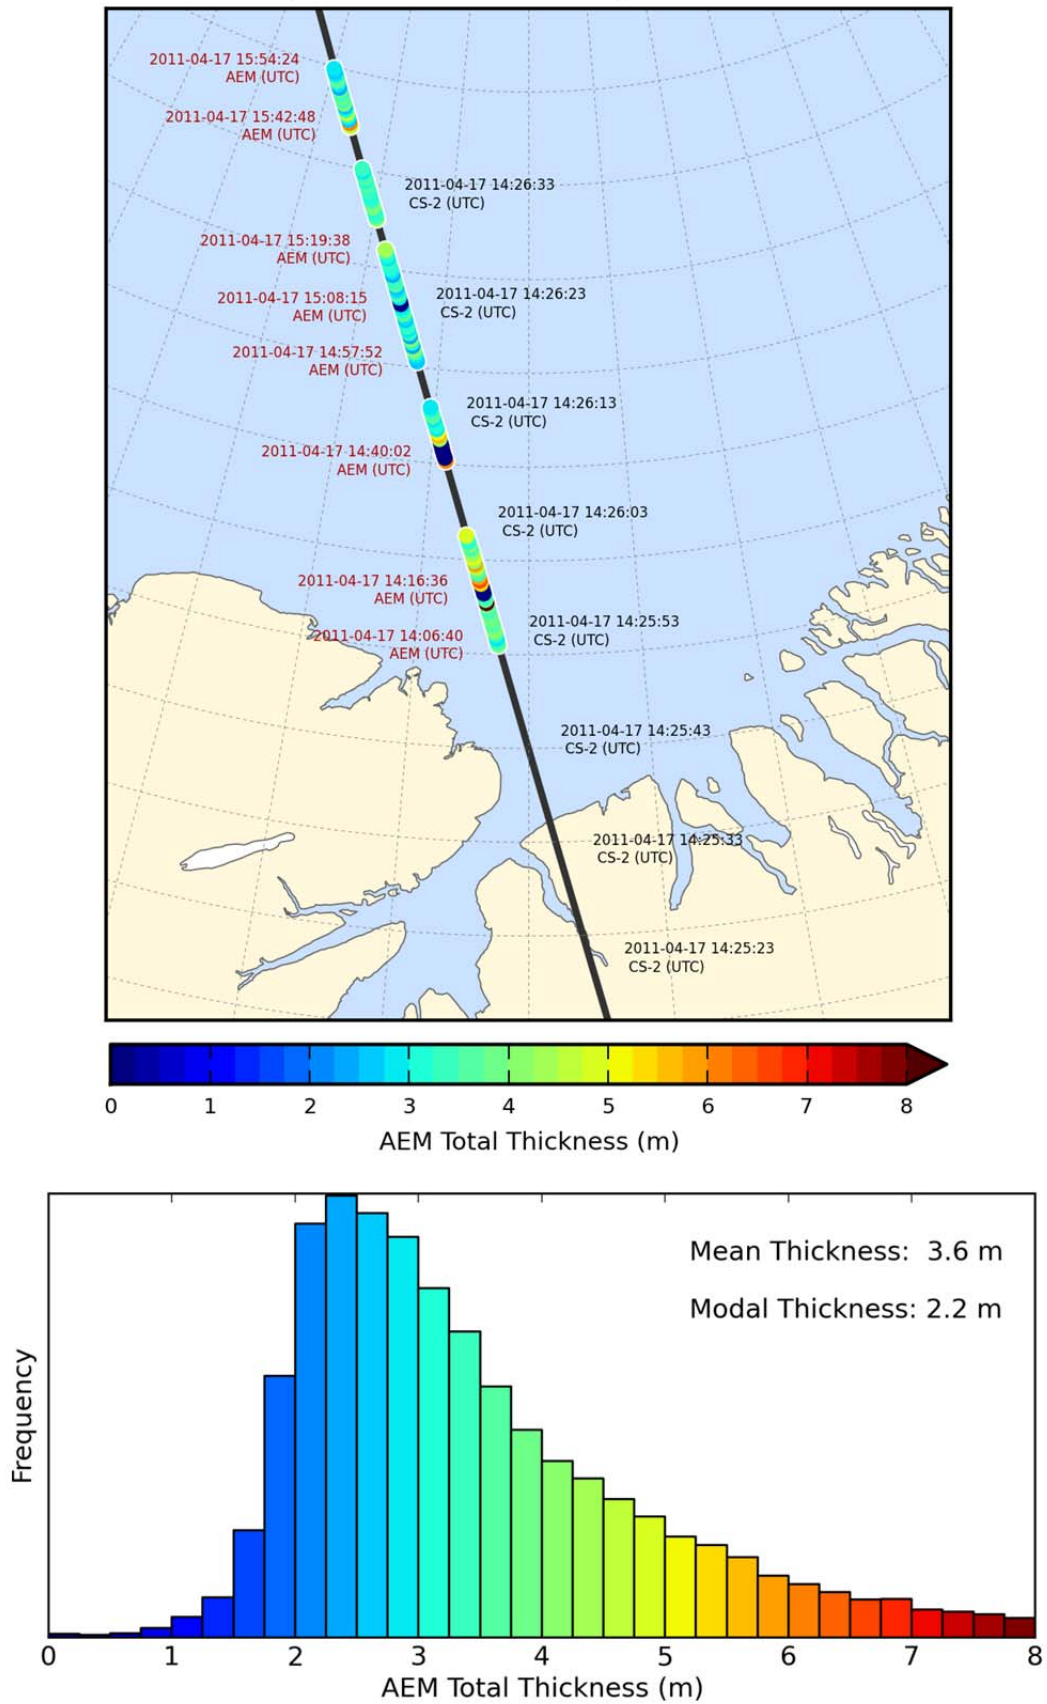 2011-04-17 15:54:24
AEM (UTC)
2011-04-17 15:42:48
AEM (UTC)
2011-04-17 14:26:33
CS-2 (UTC)
2011-04-17 15:19:38
AEM (UTC)
2011-04-17 15:08:15
AEM (UTC)
2011-04-17 14:26:23
CS-2 (UTC)
2011-04-17 14:57:52
AEM (UTC)
2011-04-17 14:26:13
CS-2 (UTC)
2011-04-17 14:40:02
AEM (UTC)
2011-04-17 14:26:03
CS-2 (UTC)
2011-04-17 14:16:36
AEM (UTC)
2011-04-17 14:25:53
CS-2 (UTC)
2011-04-17 14:06:40
AEM (UTC)
2011-04-17 14:25:43
CS-2 (UTC)
2011-04-17 14:25:33
CS-2 (UTC)
2011-04-17 14:25:23
CS-2 (UTC)
0 1 2 3 4 5 6 7 8
AEM Total Thickness (m)
Mean Thickness: 3.6 m
Modal Thickness: 2.2 m
Frequency
0 1 2 3 4 5 6 7 8
AEM Total Thickness (m)